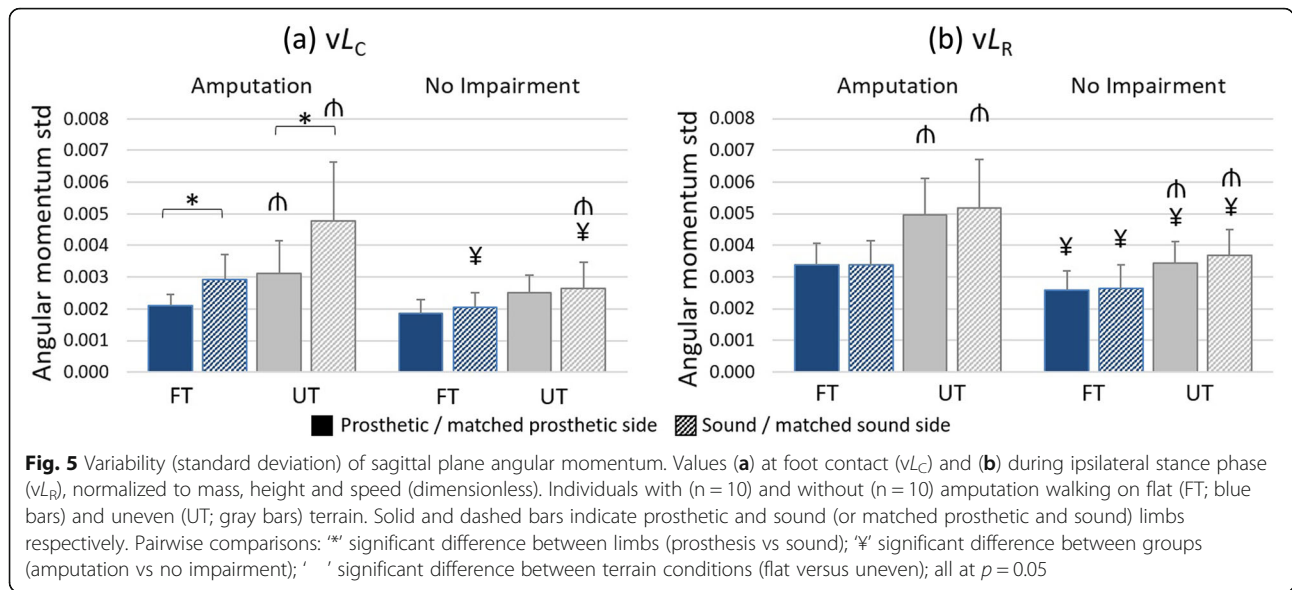 (a) vLC
(b) vLR
Amputation
No Impairment
Amputation
No Impairment
Angular momentum std
0.008
0.007
0.006
0.005
0.004
0.003
0.002
0.001
0.000
* * ⫙ ⫙ ¥ ⫙ ¥
FT UT FT UT
Angular momentum std
0.008
0.007
0.006
0.005
0.004
0.003
0.002
0.001
0.000
⫙ ⫙ ¥ ¥ ⫙ ¥ ⫙ ¥
FT UT FT UT
Prosthetic / matched prosthetic side
Sound / matched sound side
Fig. 5 Variability (standard deviation) of sagittal plane angular momentum. Values (a) at foot contact (vLC) and (b) during ipsilateral stance phase
(vLR), normalized to mass, height and speed (dimensionless). Individuals with (n = 10) and without (n = 10) amputation walking on flat (FT; blue
bars) and uneven (UT; gray bars) terrain. Solid and dashed bars indicate prosthetic and sound (or matched prosthetic and sound) limbs
respectively. Pairwise comparisons: '*' significant difference between limbs (prosthesis vs sound); '¥' significant difference between groups
(amputation vs no impairment); ' ' significant difference between terrain conditions (flat versus uneven); all at p = 0.05